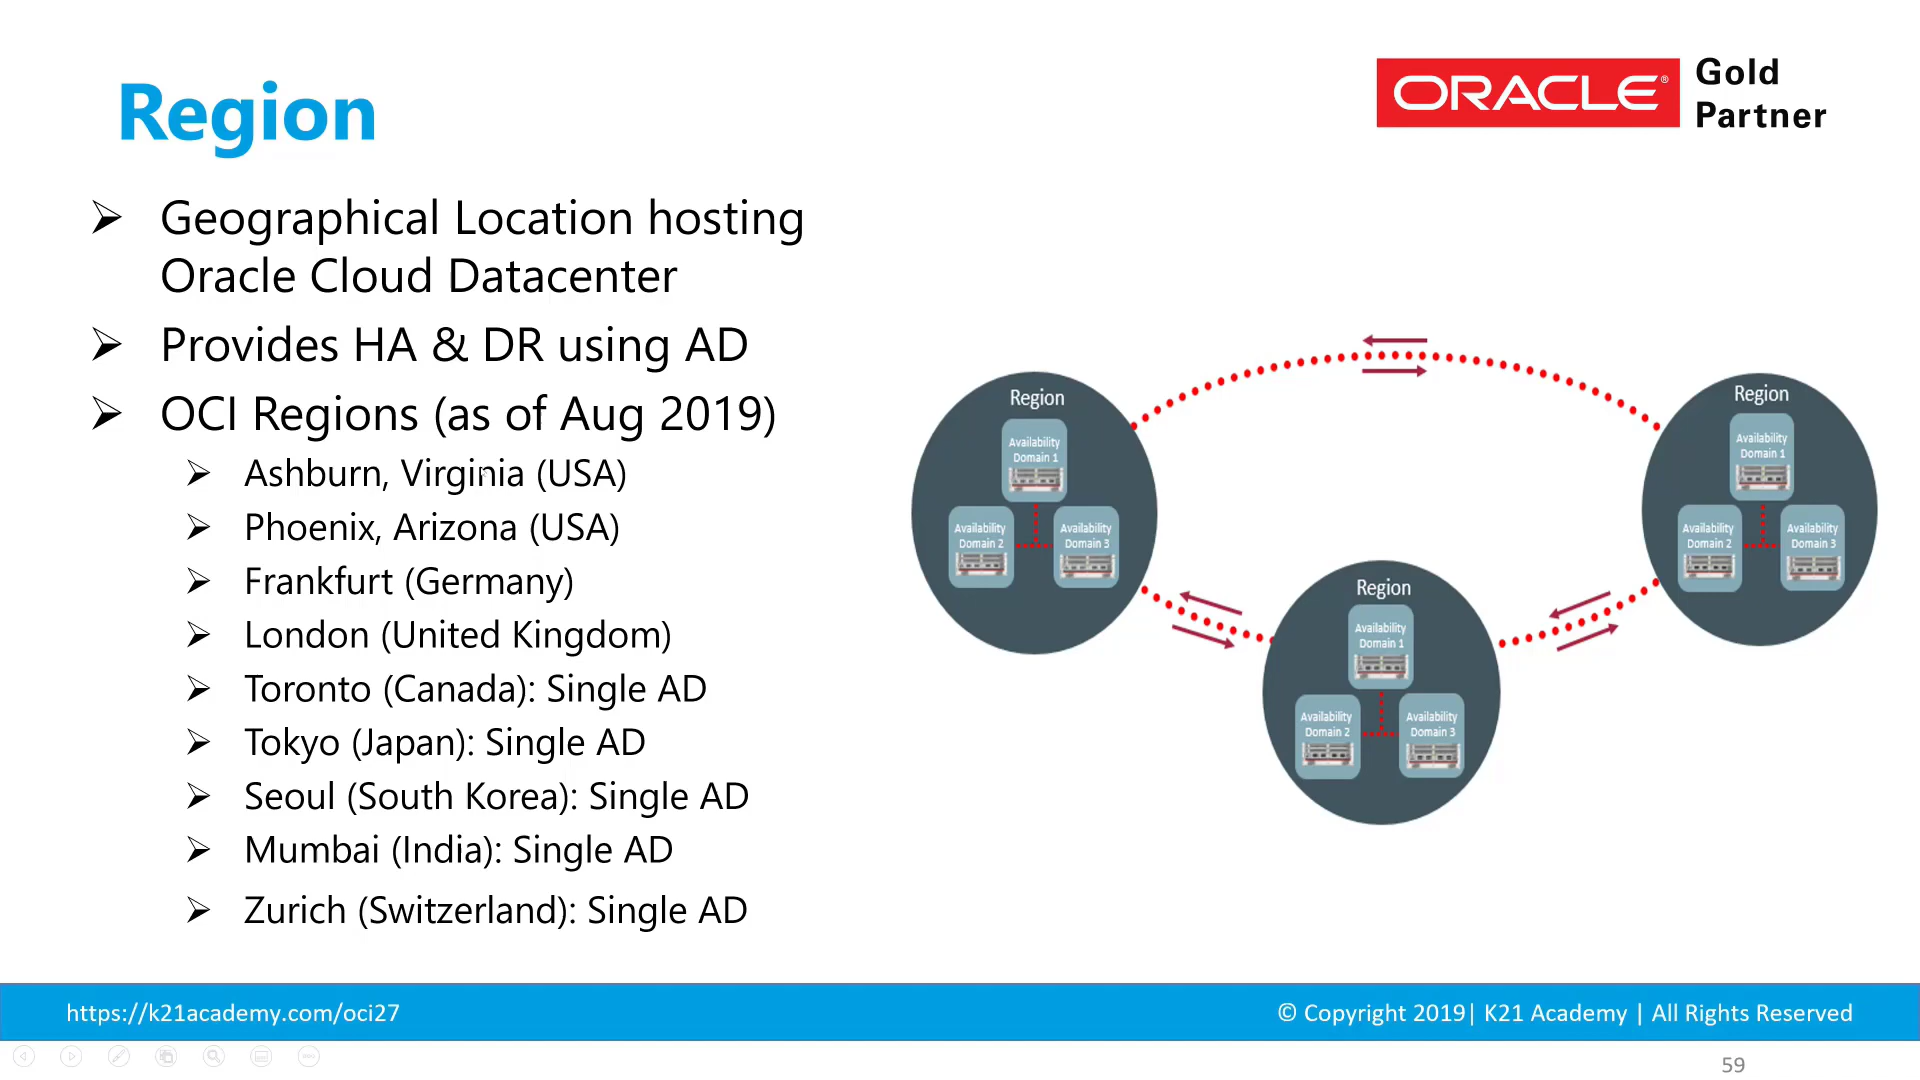 Region
ORACLE®
Gold
Partner
➢ Geographical Location hosting
Oracle Cloud Datacenter
➢ Provides HA & DR using AD
➢ OCI Regions (as of Aug 2019)
➢ Ashburn, Virginia (USA)
➢ Phoenix, Arizona (USA)
➢ Frankfurt (Germany)
➢ London (United Kingdom)
➢ Toronto (Canada): Single AD
➢ Tokyo (Japan): Single AD
➢ Seoul (South Korea): Single AD
➢ Mumbai (India): Single AD
➢ Zurich (Switzerland): Single AD
Region
Availability
Domain 1
Availability
Domain 2
Availability
Domain 3
Region
Availability
Domain 1
Availability
Domain 2
Availability
Domain 3
Region
Availability
Domain 1
Availability
Domain 2
Availability
Domain 3
https://k21academy.com/oci27
© Copyright 2019| K21 Academy | All Rights Reserved
59